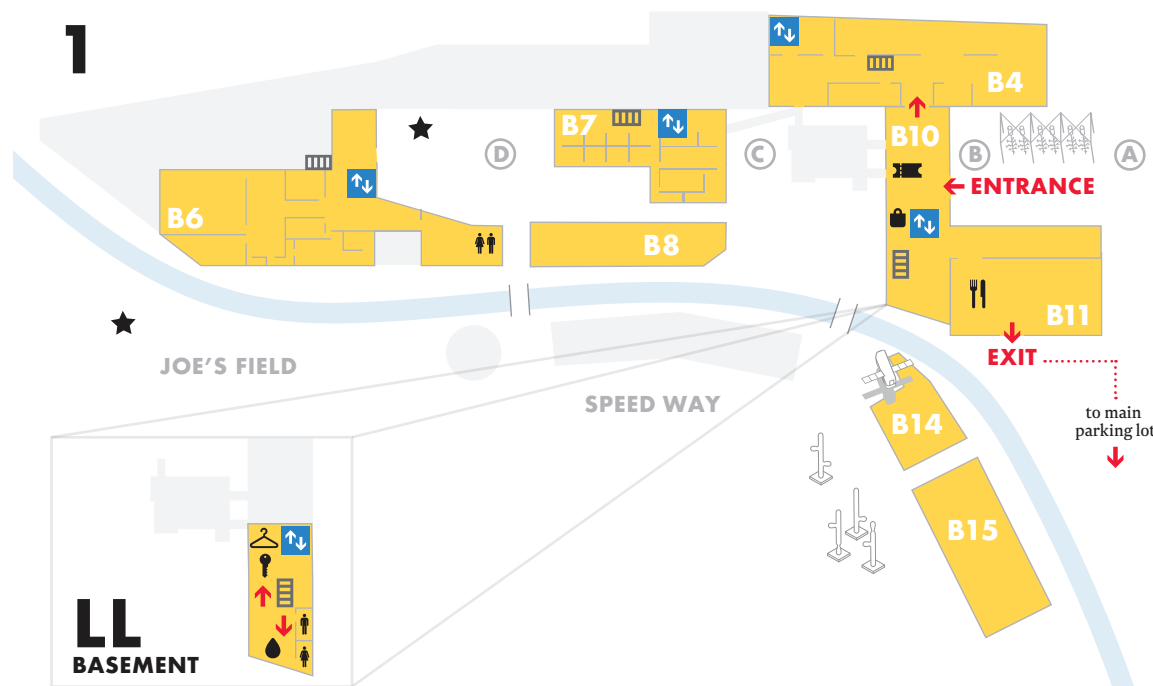 1
B4
B7
B10
D
C
B
A
ENTRANCE
B6
B8
B11
JOE'S FIELD
EXIT
SPEED WAY
to main
parking lot
B14
B15
LL
BASEMENT